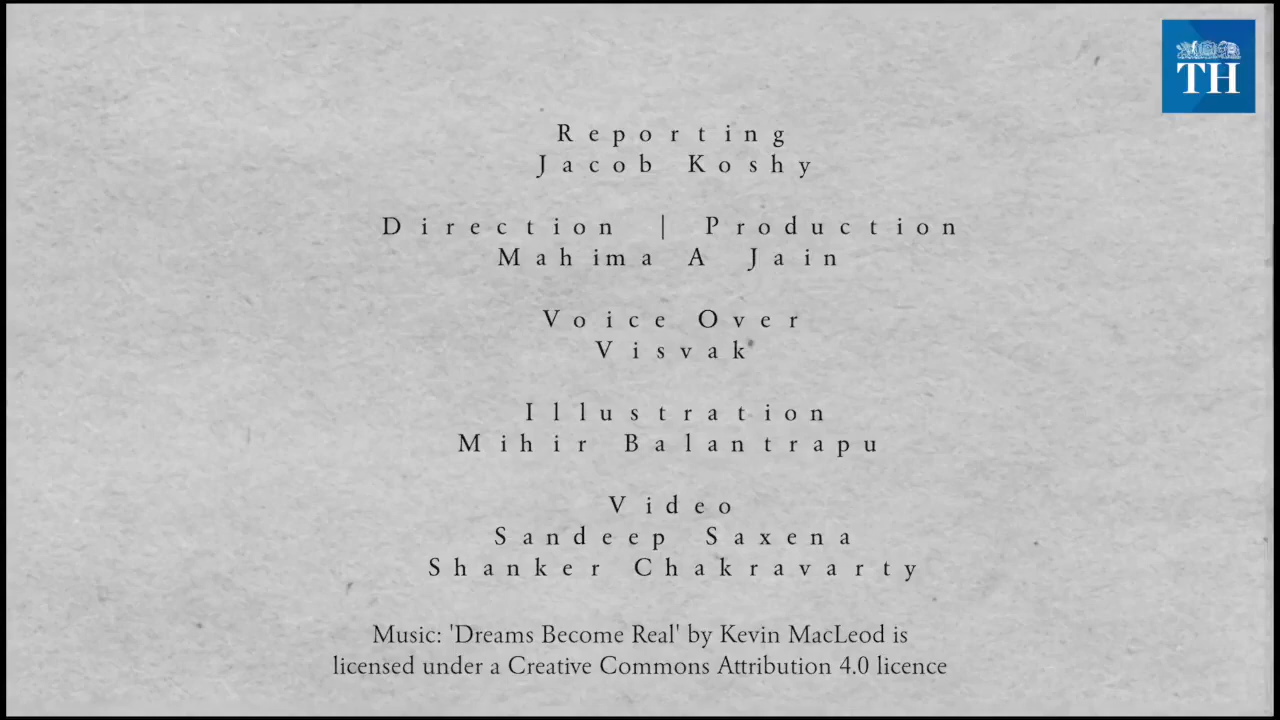 TH
Reporting
Jacob Koshy
Direction | Production
Mahima A Jain
Voice Over
Visvak
Illustration
Mihir Balantrapu
Video
Sandeep Saxena
Shanker Chakravarty
Music: 'Dreams Become Real' by Kevin MacLeod is
licensed under a Creative Commons Attribution 4.0 licence